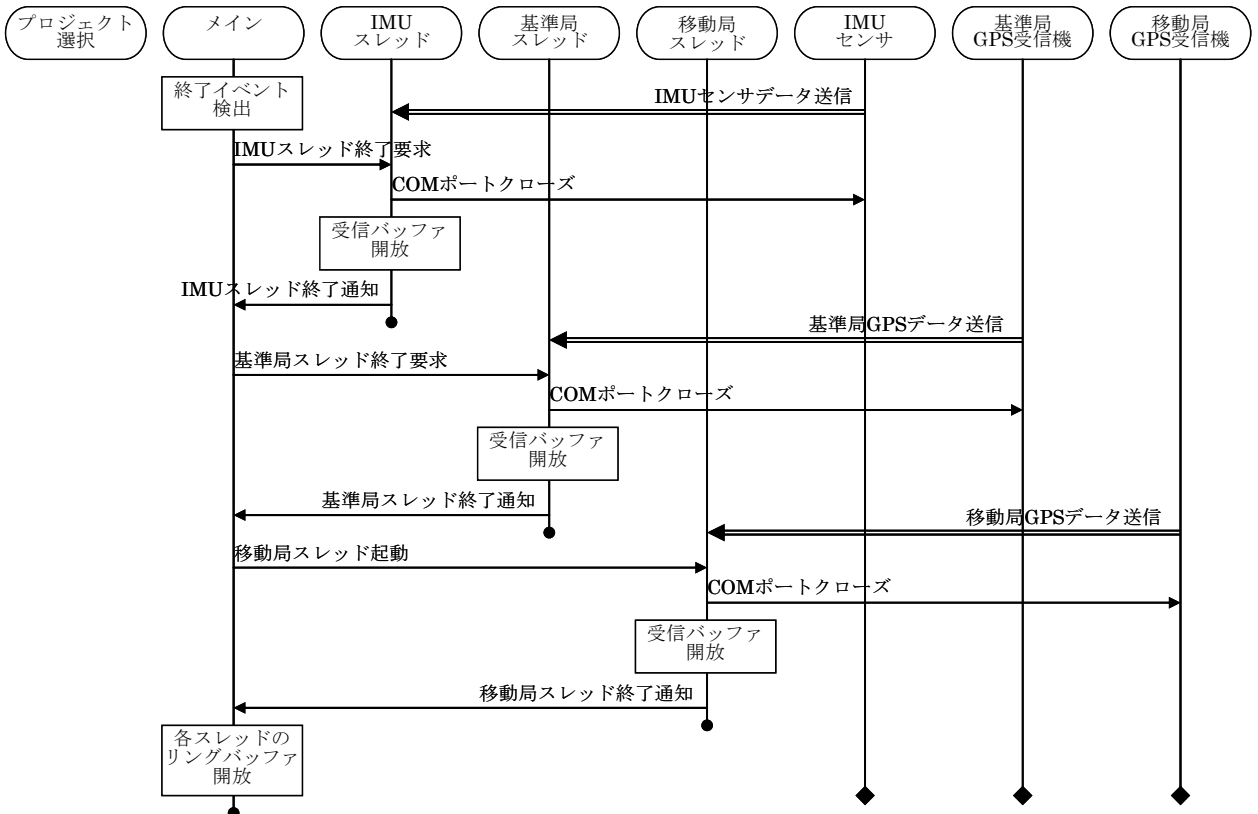 プロジェクト
選択
メイン
IMU
スレッド
基準局
スレッド
移動局
スレッド
IMU
センサ
基準局
GPS受信機
移動局
GPS受信機
終了イベント
検出
IMUセンサデータ送信
IMUスレッド終了要求
COMポートクローズ
受信バッファ
開放
IMUスレッド終了通知
基準局GPSデータ送信
基準局スレッド終了要求
COMポートクローズ
受信バッファ
開放
基準局スレッド終了通知
移動局GPSデータ送信
移動局スレッド起動
COMポートクローズ
受信バッファ
開放
移動局スレッド終了通知
各スレッドの
リングバッファ
開放